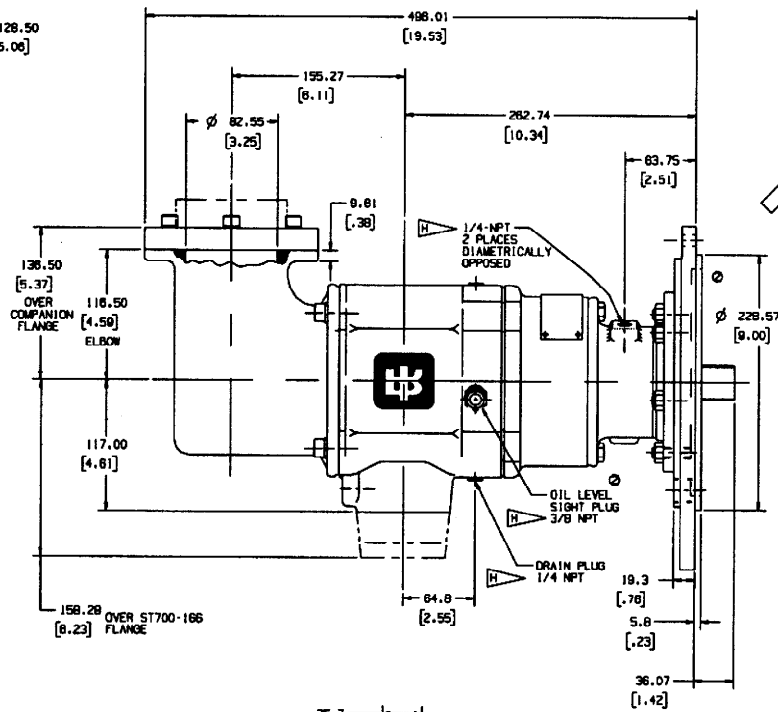 128.50
5.06]
496.01
[19.53]
155.27
[6.11]
262.74
[10.34]
Ø 82.55
[3.25]
63.75
[2.51]
9.61
[.38]
H 1/4-NPT
2 PLACES
DIAMETRICALLY
OPPOSED
136.50
[5.37]
OVER
COMPANION
FLANGE
116.50
[4.59]
ELBOW
Ø 228.57
[9.00]
117.00
[4.61]
OIL LEVEL
SIGHT PLUG
H 3/8 NPT
DRAIN PLUG
H 1/4 NPT
158.28
[6.23]
OVER ST700-166
FLANGE
64.8
[2.55]
19.3
[.76]
5.8
[.23]
36.07
[1.42]